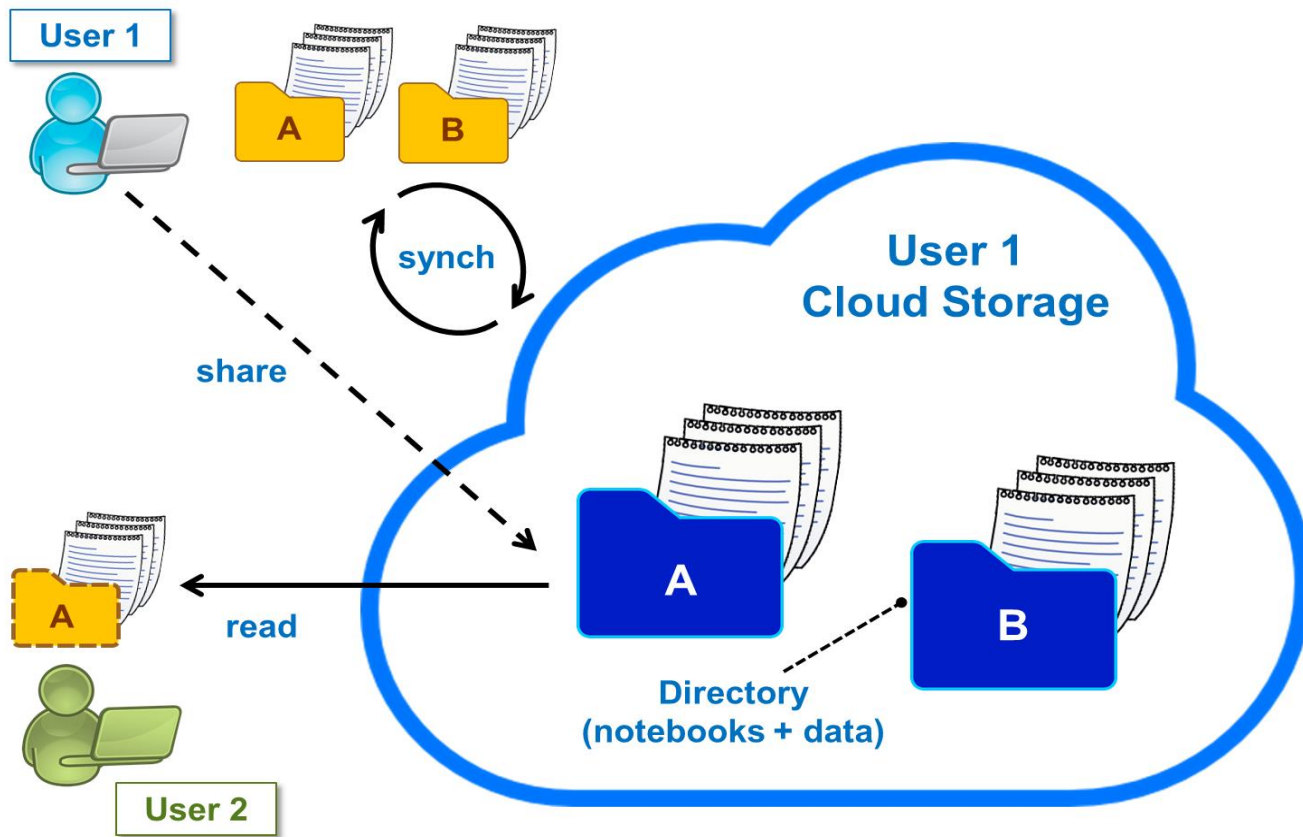 User 1
A
B
synch
User 1
Cloud Storage
share
A
B
A
read
Directory
(notebooks + data)
User 2